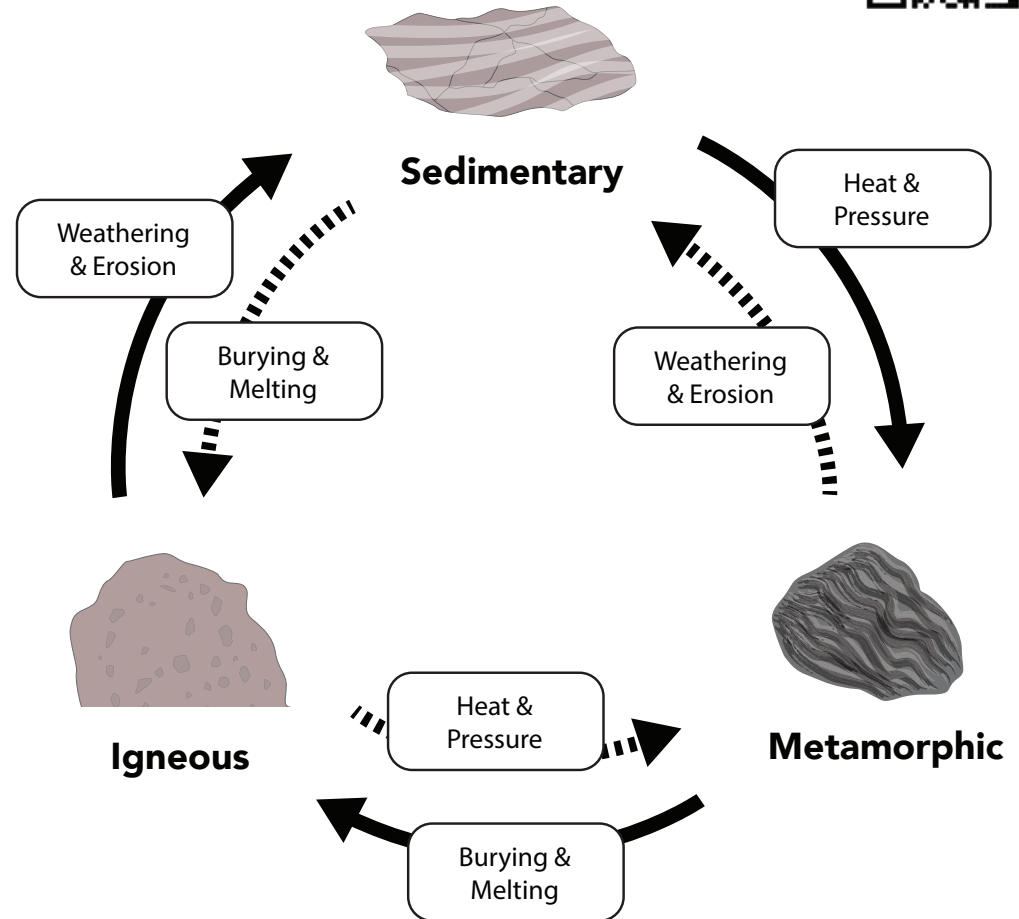 Sedimentary
Heat &
Pressure
Weathering
& Erosion
Burying &
Melting
Weathering
& Erosion
Heat &
Pressure
Igneous
Metamorphic
Burying &
Melting